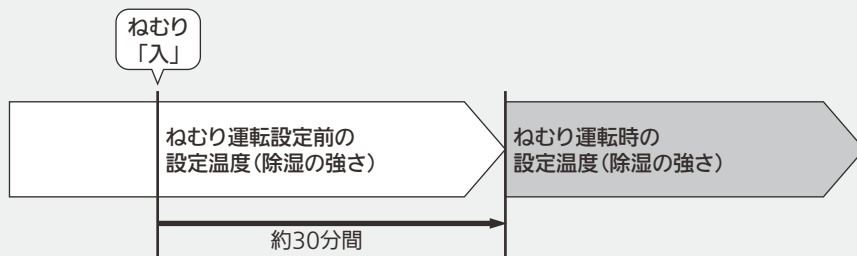 ねむり
「入」
ねむり運転設定前の
設定温度(除湿の強さ)
ねむり運転時の
設定温度(除湿の強さ)
約30分間